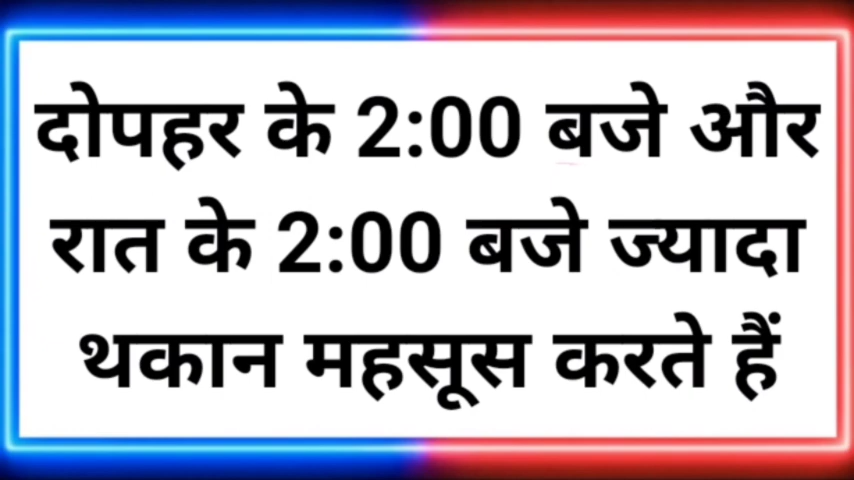 दोपहर के 2:00 बजे और
रात के 2:00 बजे ज्यादा
थकान महसूस करते हैं